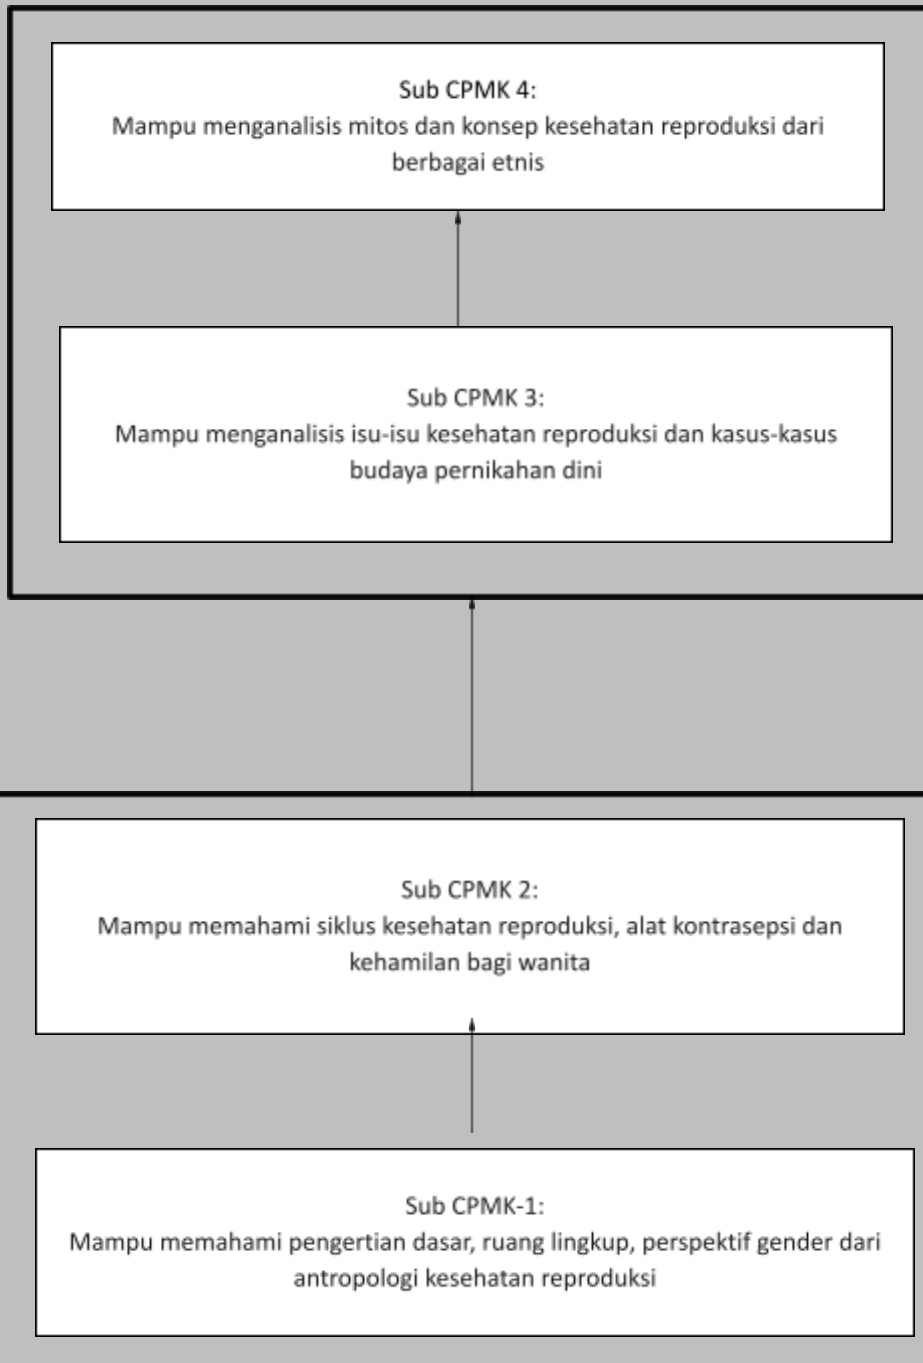 Sub CPMK 4:
Mampu menganalisis mitos dan konsep kesehatan reproduksi dari
berbagai etnis
Sub CPMK 3:
Mampu menganalisis isu-isu kesehatan reproduksi dan kasus-kasus
budaya pernikahan dini
Sub CPMK 2:
Mampu memahami siklus kesehatan reproduksi, alat kontrasepsi dan
kehamilan bagi wanita
Sub CPMK-1:
Mampu memahami pengertian dasar, ruang lingkup, perspektif gender dari
antropologi kesehatan reproduksi